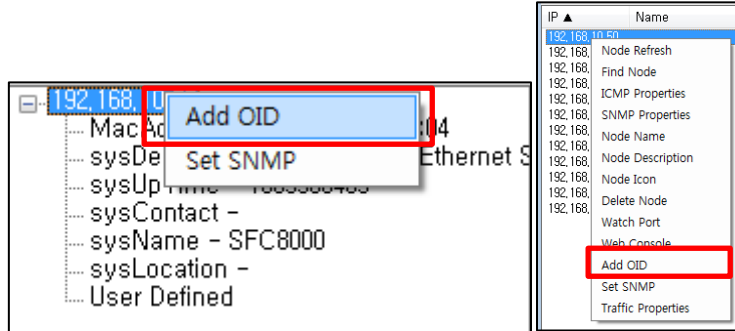 192, 168, 10
Add OID
MacAd :04
Set SNMP
sysDe Ethernet S
sysUpTime -
sysContact -
sysName - SFC8000
sysLocation -
User Defined
IP ▲ Name
192, 168, 10, 50
192, 168, Node Refresh
192, 168, Find Node
192, 168,
192, 168, ICMP Properties
192, 168, SNMP Properties
192, 168, Node Name
192, 168,
192, 168, Node Description
192, 168, Node Icon
192, 168, Delete Node
192, 168,
Watch Port
Web Console
Add OID
Set SNMP
Traffic Properties